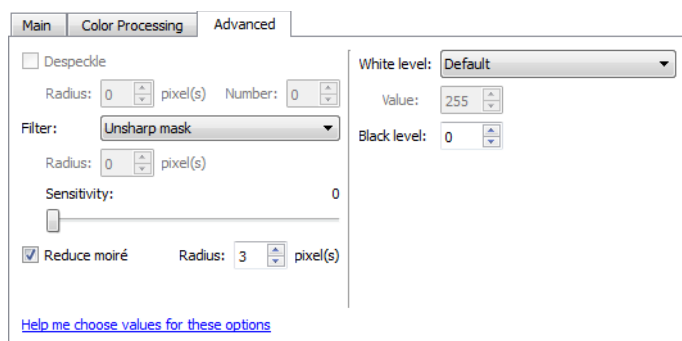 Main Color Processing Advanced
Despeckle
Radius: 0 pixel(s) Number: 0
Filter: Unsharp mask
Radius: 0 pixel(s)
Sensitivity: 0
Reduce moiré Radius: 3 pixel(s)
Help me choose values for these options
White level: Default
Value: 255
Black level: 0